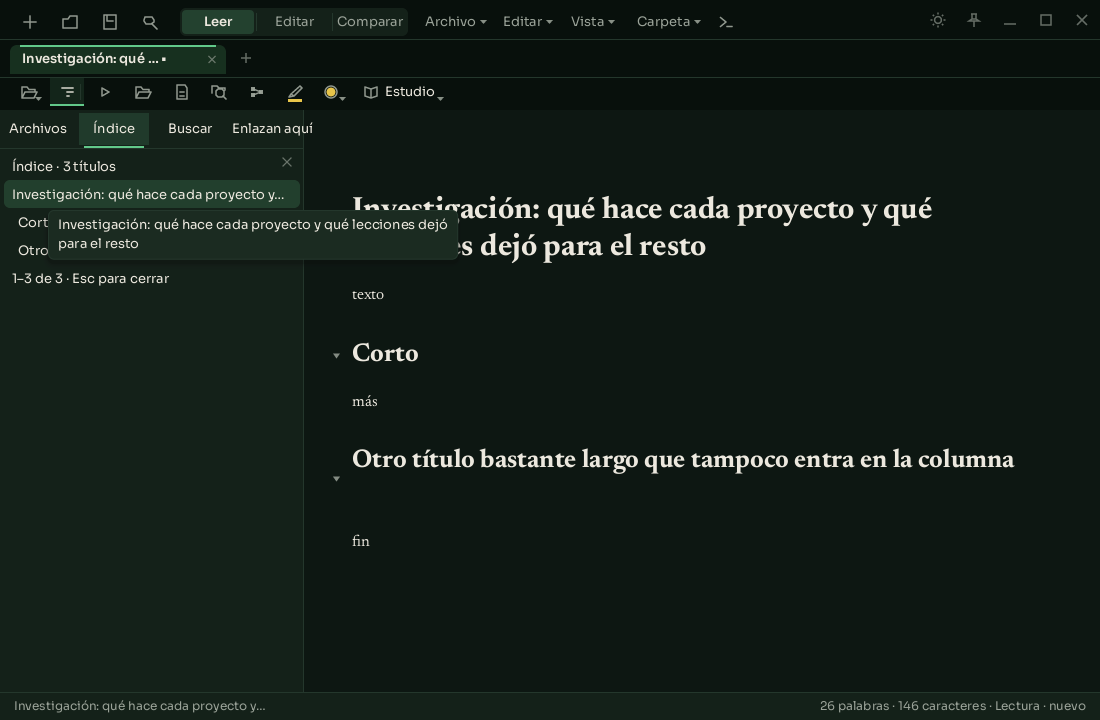 Leer Editar Comparar Archivo Editar Vista Carpeta
Investigación: qué ... •
Estudio
Archivos Índice Buscar Enlazan aquí
Índice · 3 títulos
Investigación: qué hace cada proyecto y...
Cort
Otro
Investigación: qué hace cada proyecto y qué lecciones dejó
para el resto
1–3 de 3 · Esc para cerrar
Investigación: qué hace cada proyecto y qué
es dejó para el resto
texto
Corto
más
Otro título bastante largo que tampoco entra en la columna
fin
Investigación: qué hace cada proyecto y...
26 palabras · 146 caracteres · Lectura · nuevo